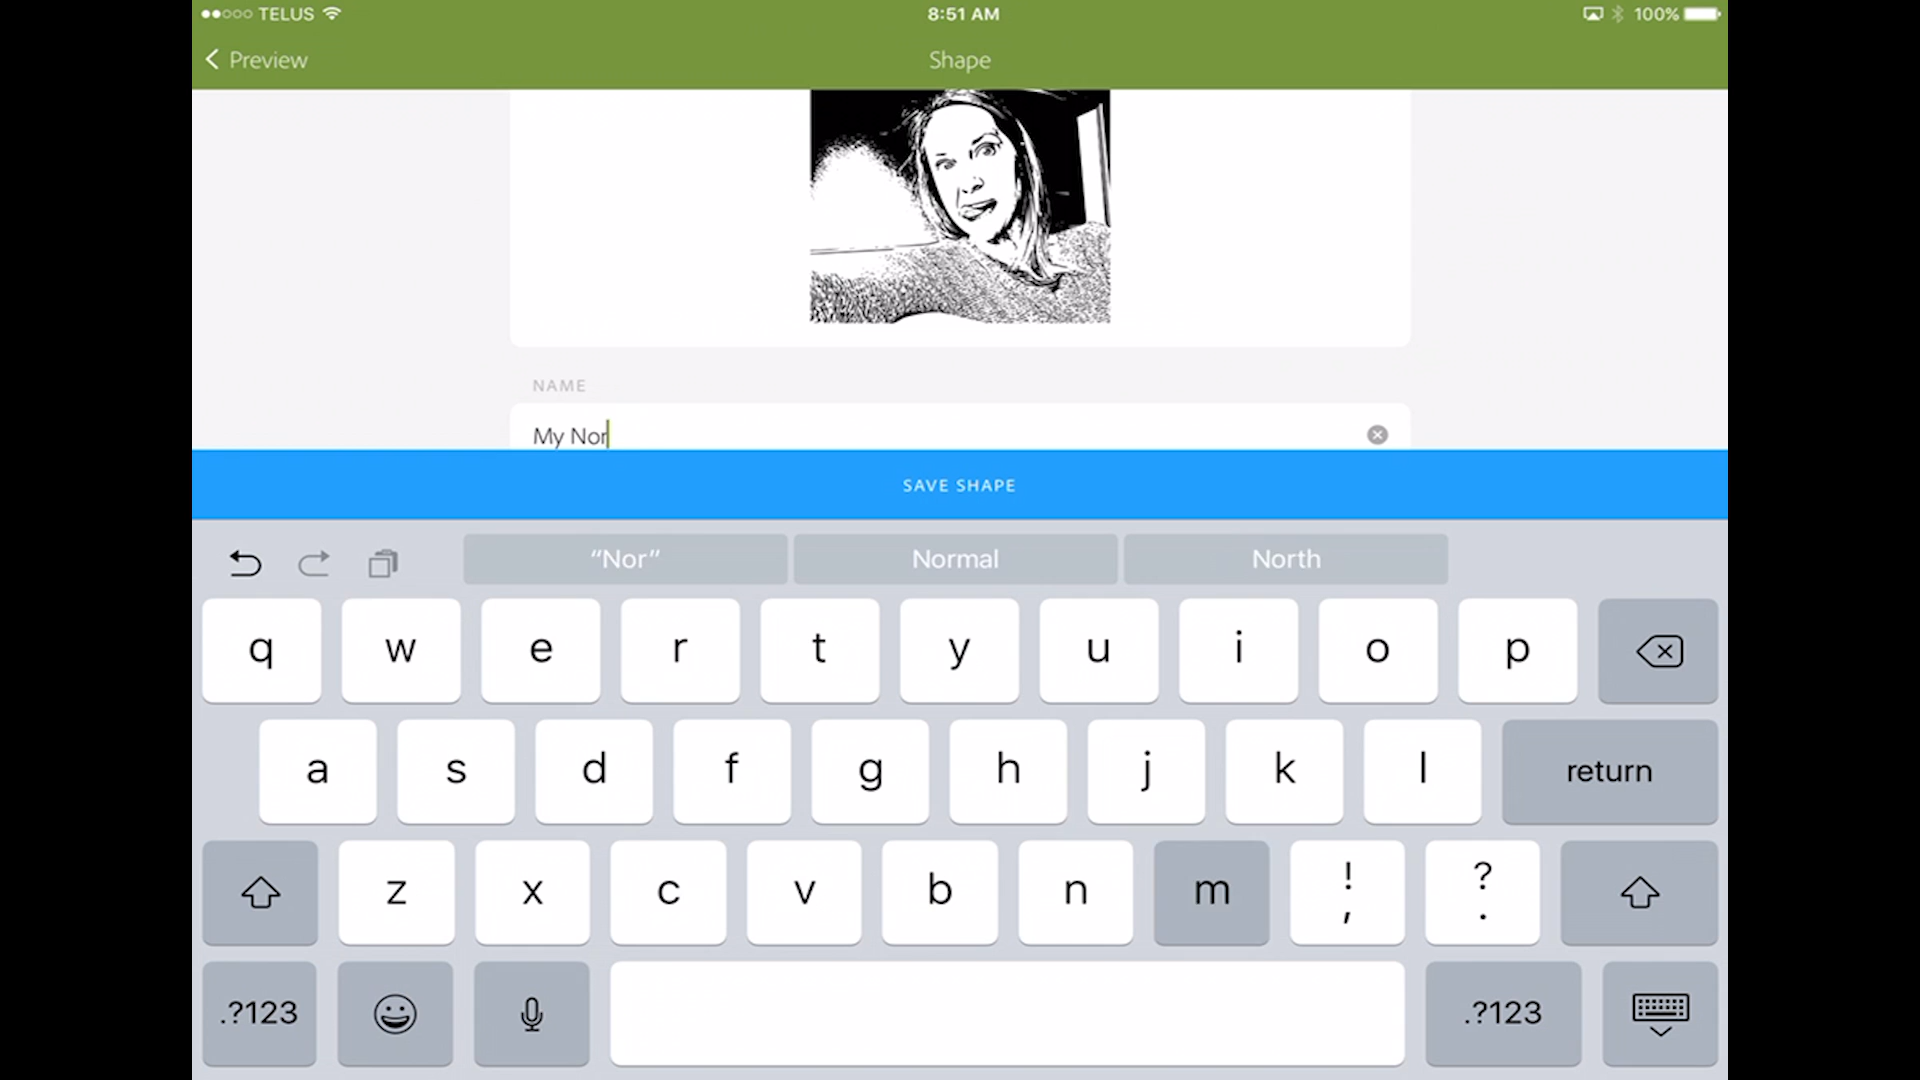 TELUS 8:51 AM 100%
Preview Shape
NAME
My Nor
SAVE SHAPE
“Nor” Normal North
q w e r t y u i o p
a s d f g h j k l return
z x c v b n m ! , ? .
.?123 .?123